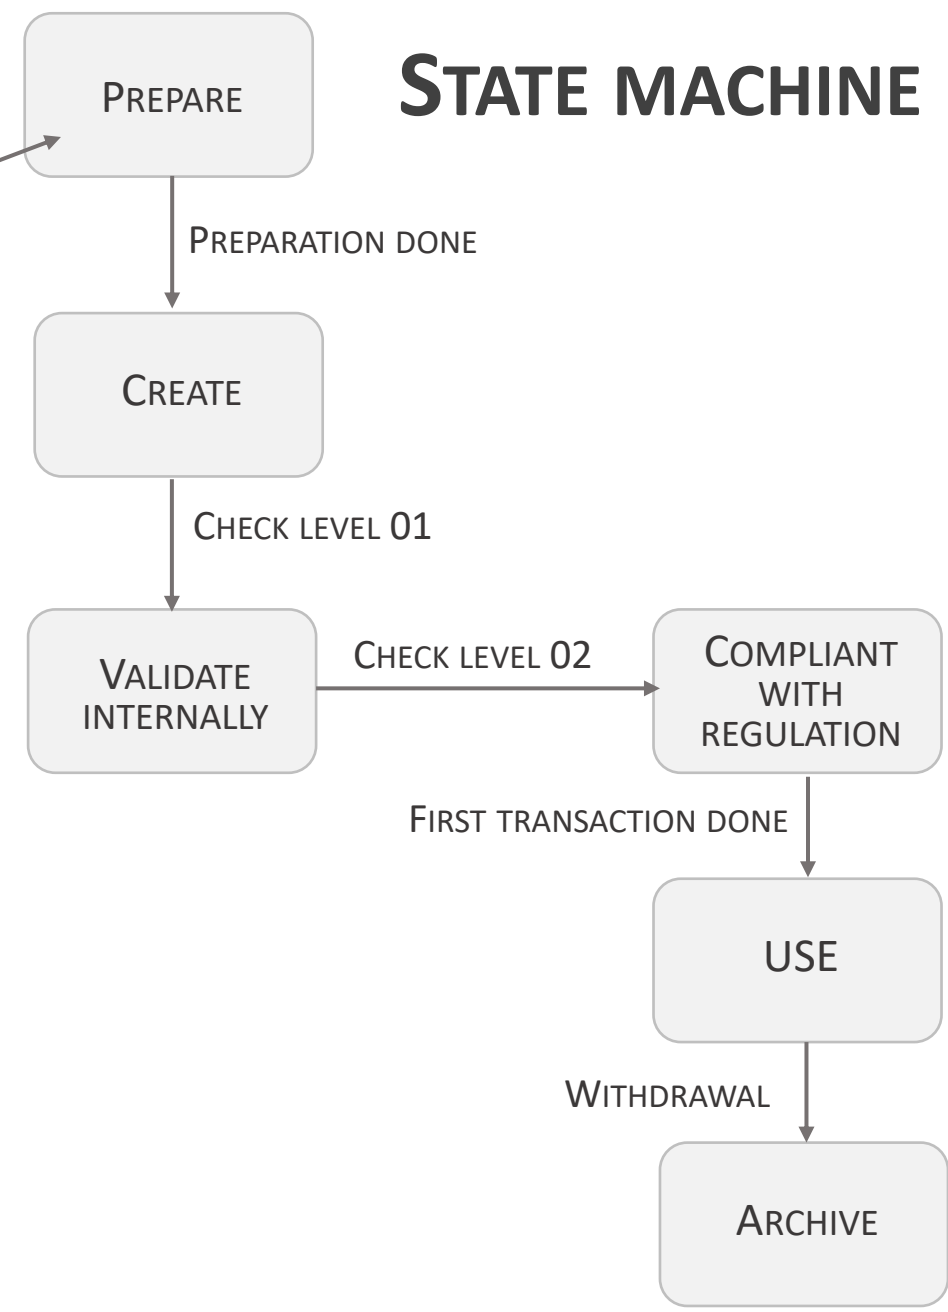 STATE MACHINE
PREPARE
PREPARATION DONE
CREATE
CHECK LEVEL 01
VALIDATE
INTERNALLY
CHECK LEVEL 02
COMPLIANT
WITH
REGULATION
FIRST TRANSACTION DONE
USE
WITHDRAWAL
ARCHIVE